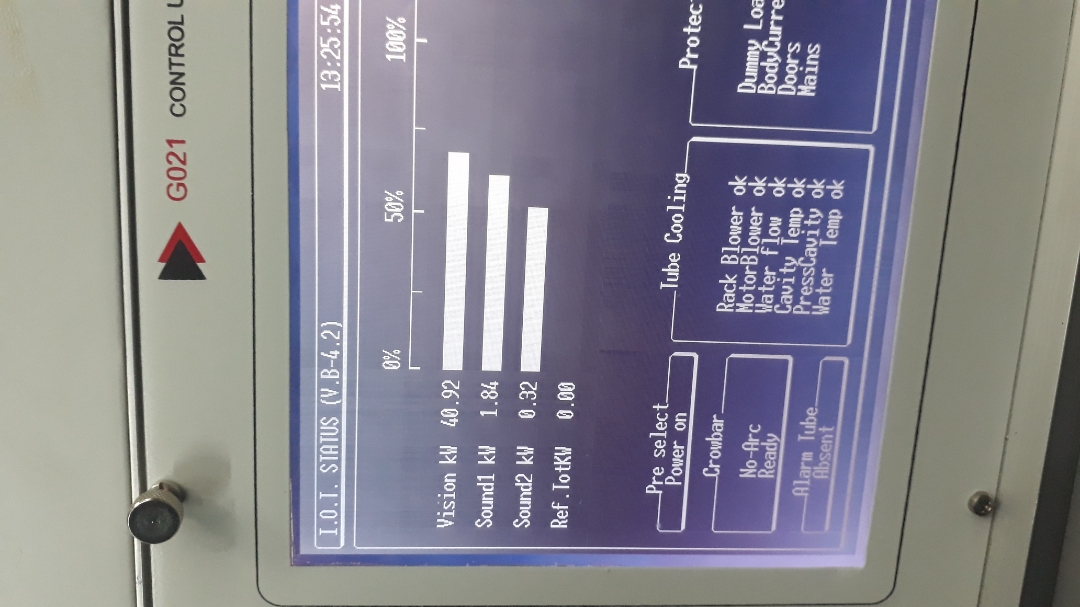 G021 CONTROL
I.O.T. STATUS (V.B-4.2) 13:25:54
0% 50% 100%
Vision kW 40.92
Sound1 kW 1.84
Sound2 kW 0.32
Ref.TotKW 0.00
Pre select
Power on
Crowbar
No-Arc
Ready
Alarm Tube
Absent
Tube Cooling
Rack Blower ok
MotorBlower ok
Water flow ok
Cavity Temp ok
PressCavity ok
Water Temp ok
Protec
Dummy Loa
BodyCurre
Doors
Mains